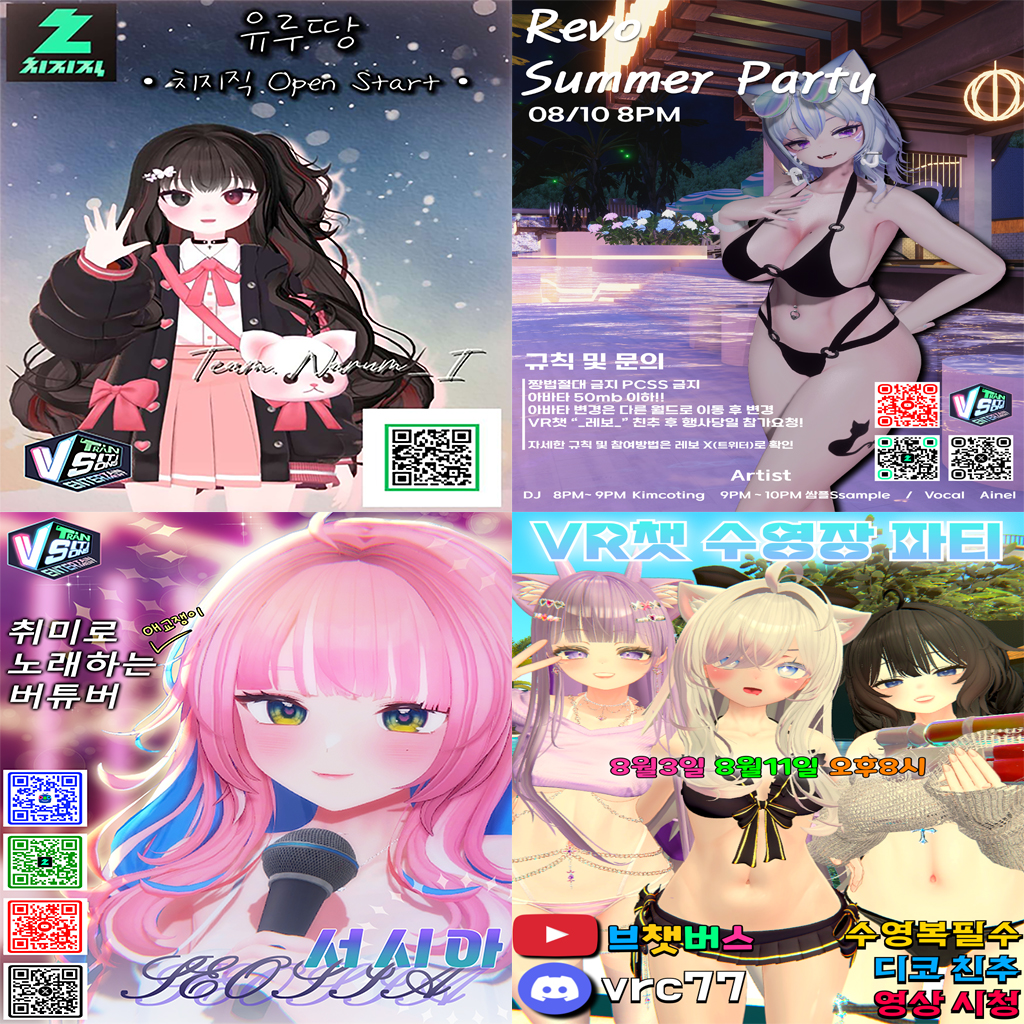 치지직
유루땅
• 치지직 Open Start •
Team. Nurum_I
VS TRAIN SITUATION ENTERTAIN
Revo
Summer Party
08/10 8PM
규칙 및 문의
짱법절대 금지 PCSS 금지
아바타 50mb 이하!!
아바타 변경은 다른 월드로 이동 후 변경
VR챗 “_레보_” 친추 후 행사당일 참가요청!
자세한 규칙 및 참여방법은 레보 X(트위터)로 확인
Artist
DJ 8PM~9PM Kimcoting 9PM~10PM 쌈플Ssample / Vocal Ainel
취미로
애교쟁이
노래하는
버튜버
서시아
SEOSIA
VR챗 수영장 파티
8월3일 8월11일 오후8시
브챗버스
vrc77
수영복필수
디코 친추
영상 시청